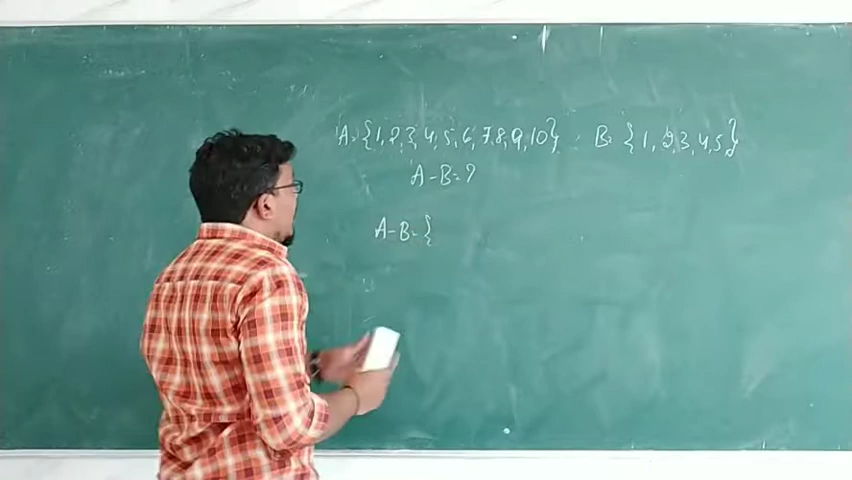 A = {1, 2, 3, 4, 5, 6, 7, 8, 9, 10}, B = {1, 2, 3, 4, 5}
A - B = ?
A - B = {